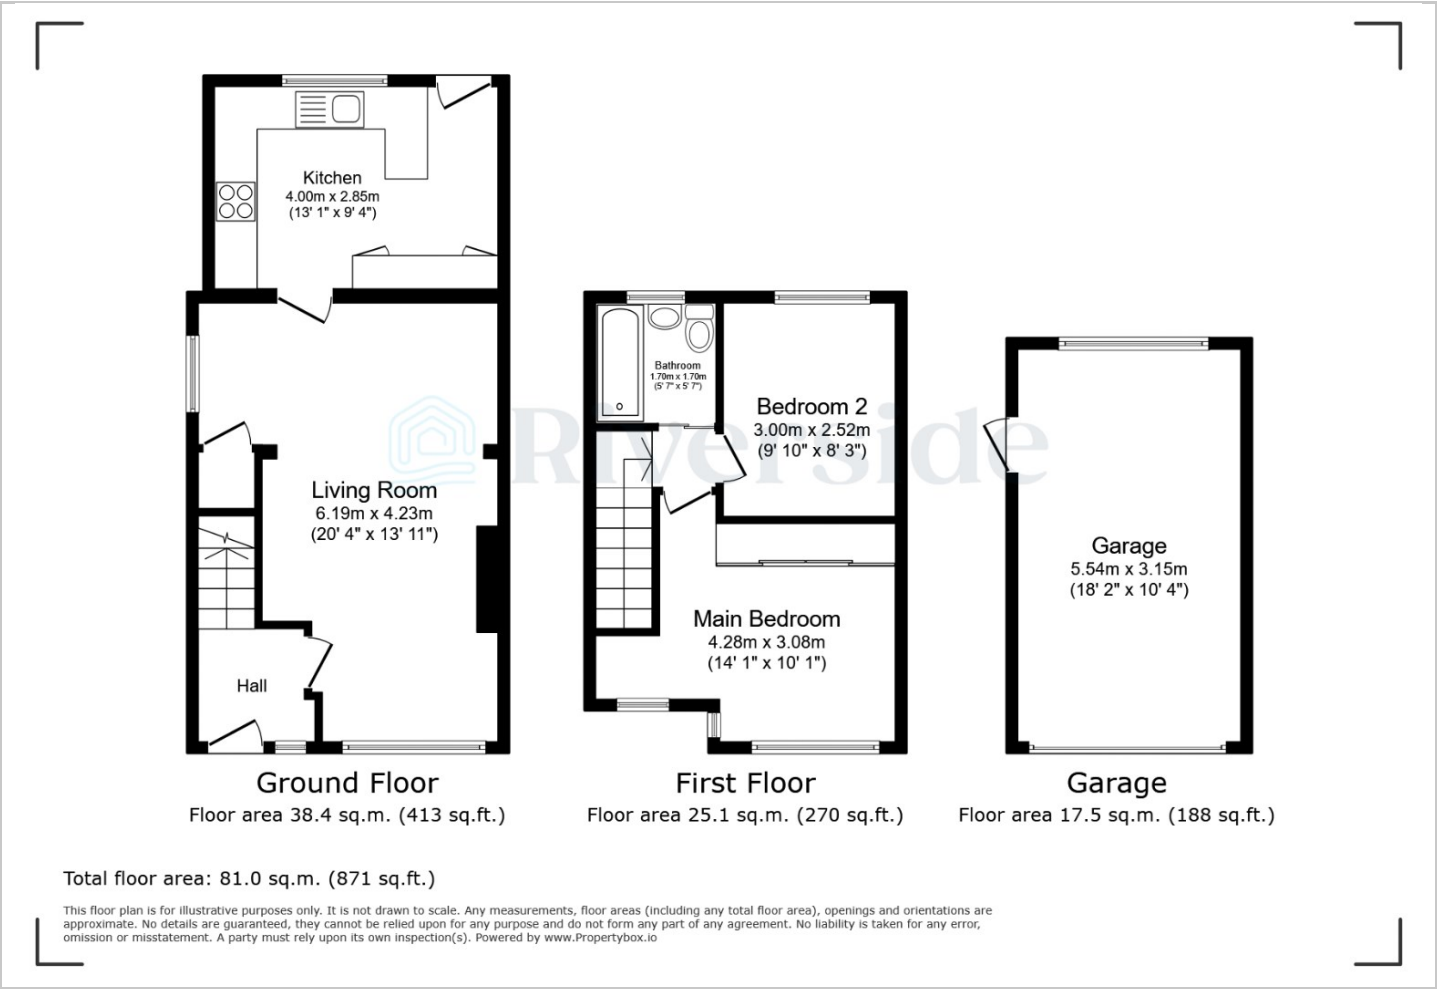 Kitchen
4.00m x 2.85m
(13' 1" x 9' 4")
Living Room
6.19m x 4.23m
(20' 4" x 13' 11")
Hall
Bathroom
1.70m x 1.70m
(5' 7" x 5' 7")
Bedroom 2
3.00m x 2.52m
(9' 10" x 8' 3")
Riverside
Main Bedroom
4.28m x 3.08m
(14' 1" x 10' 1")
Garage
5.54m x 3.15m
(18' 2" x 10' 4")
Ground Floor
Floor area 38.4 sq.m. (413 sq.ft.)
First Floor
Floor area 25.1 sq.m. (270 sq.ft.)
Garage
Floor area 17.5 sq.m. (188 sq.ft.)
Total floor area: 81.0 sq.m. (871 sq.ft.)
This floor plan is for illustrative purposes only. It is not drawn to scale. Any measurements, floor areas (including any total floor area), openings and orientations are
approximate. No details are guaranteed, they cannot be relied upon for any purpose and do not form any part of any agreement. No liability is taken for any error,
omission or misstatement. A party must rely upon its own inspection(s). Powered by www.Propertybox.io